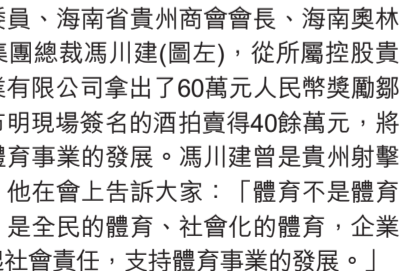 委員、海南省貴州商會會長、海南奧林
集團總裁馮川建(圖左)，從所屬控股貴
業有限公司拿出了60萬元人民幣獎勵鄒
市明現場簽名的酒拍賣得40餘萬元，將
體育事業的發展。馮川建曾是貴州射擊
，他在會上告訴大家：「體育不是體育
，是全民的體育、社會化的體育，企業
起社會責任，支持體育事業的發展。」